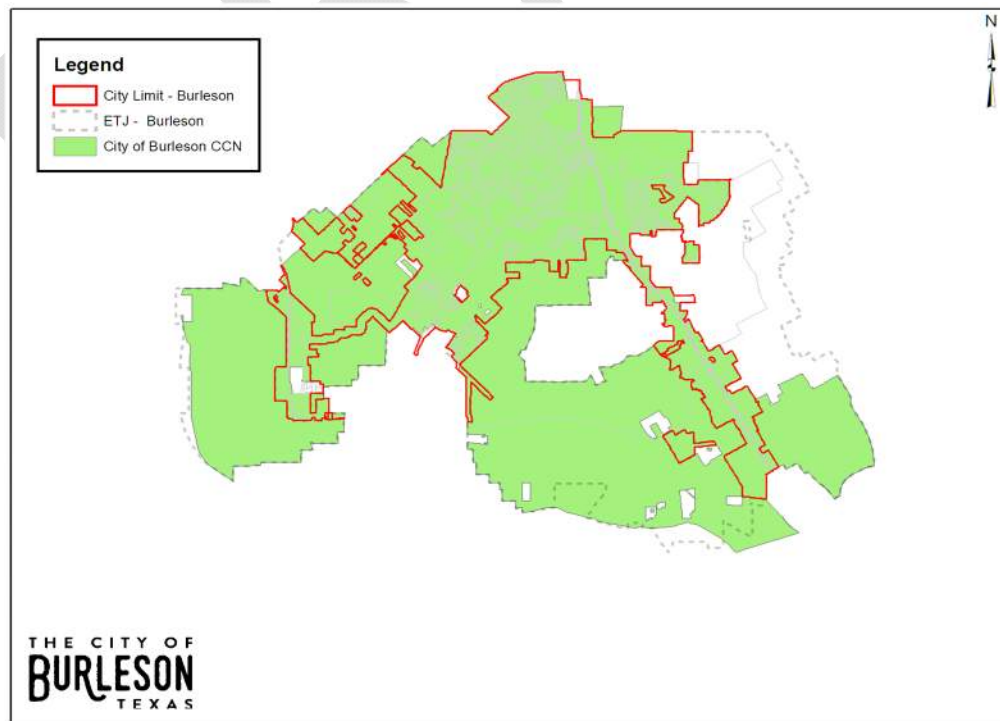 N
Legend
City Limit - Burleson
ETJ - Burleson
City of Burleson CCN
THE CITY OF
BURLESON
TEXAS